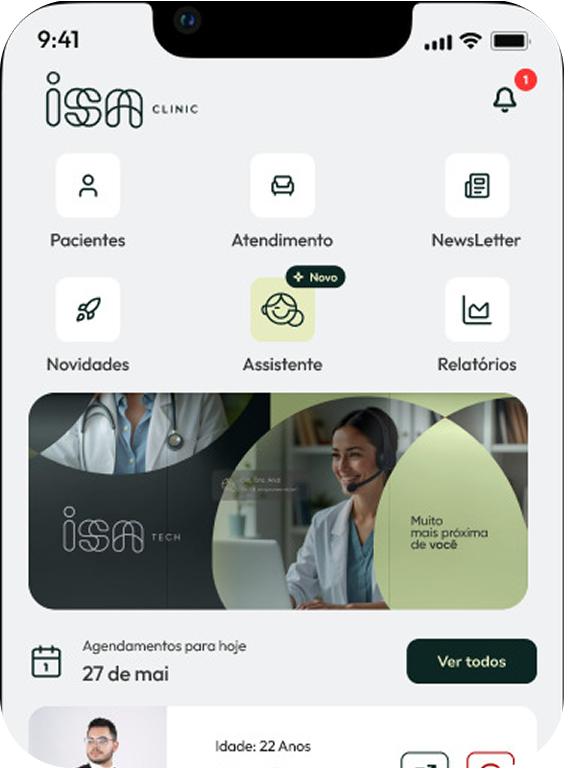 9:41
isa CLINIC
1
Pacientes
Atendimento
NewsLetter
Novo
Novidades
Assistente
Relatórios
isa TECH
Muito
mais próxima
de você
1
Agendamentos para hoje
27 de mai
Ver todos
Idade: 22 Anos